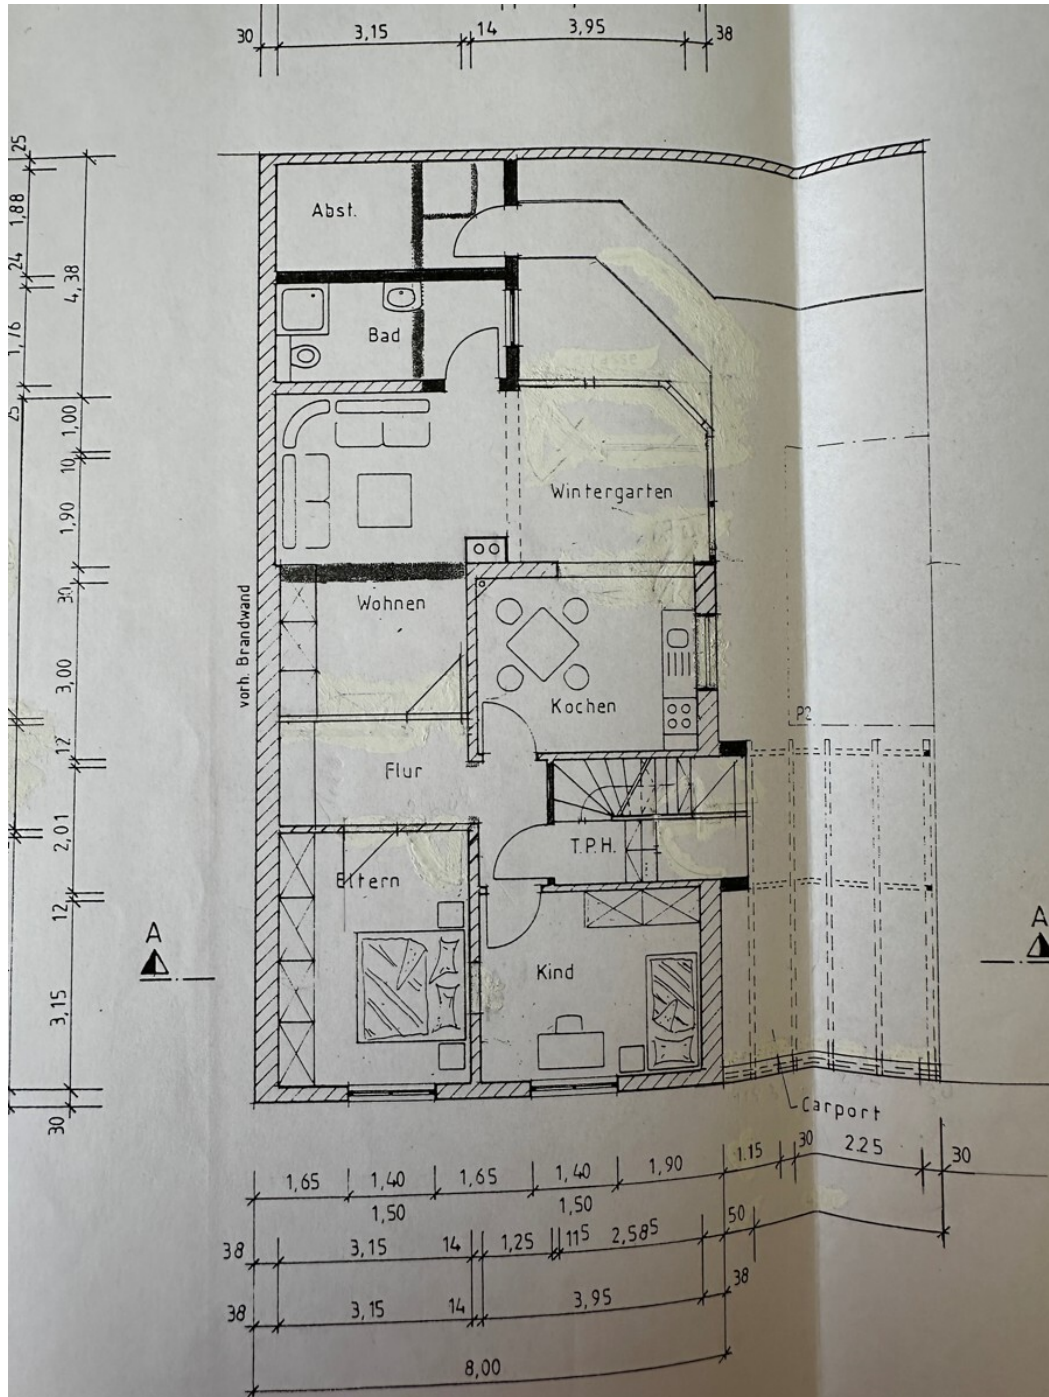 30 3,15 14 3,95 38
25
1,88
24
4,38
1,76
25
1,00
10
1,90
30
3,00
12
2,01
12
3,15
30
Abst.
Bad
Wintergarten
Wohnen
vorh. Brandwand
Kochen
P2
Flur
T.P.H.
Eltern
A
A
Kind
Carport
1,65 1,40 1,65 1,40 1,90 1.15 30 2.25 30
1,50 1,50
38 3,15 14 1,25 11⁵ 2,58⁵ 50
38 3,15 14 3,95 38
8,00